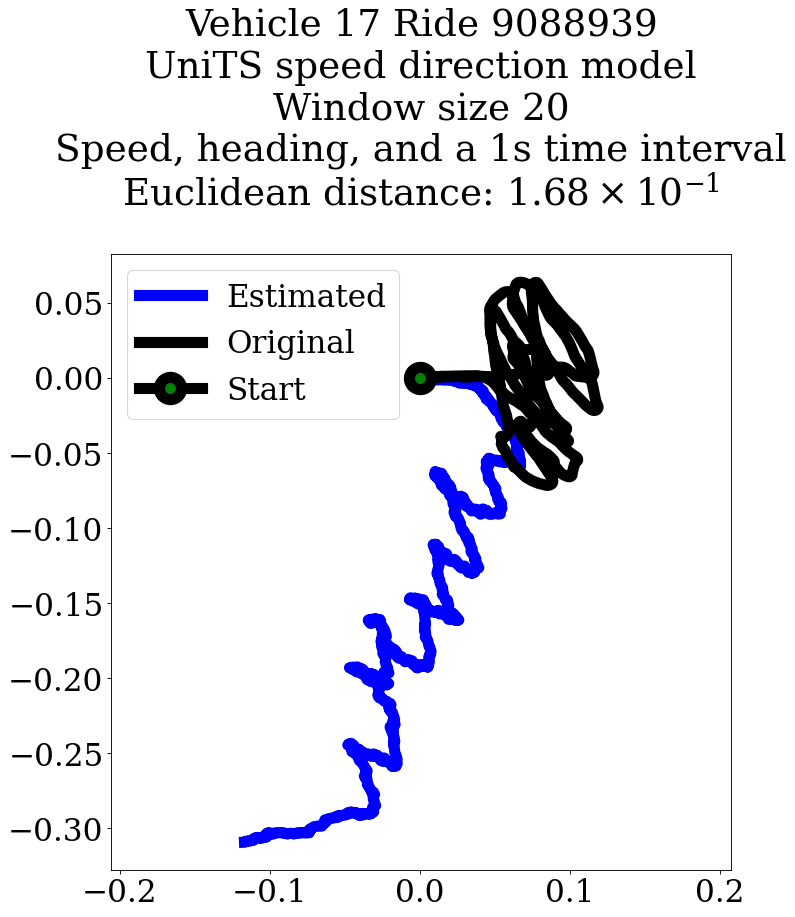 Vehicle 17 Ride 9088939
UniTS speed direction model
Window size 20
Speed, heading, and a 1s time interval
Euclidean distance: 1.68 × 10⁻¹
Estimated
Original
Start
0.05
0.00
−0.05
−0.10
−0.15
−0.20
−0.25
−0.30
−0.2 −0.1 0.0 0.1 0.2